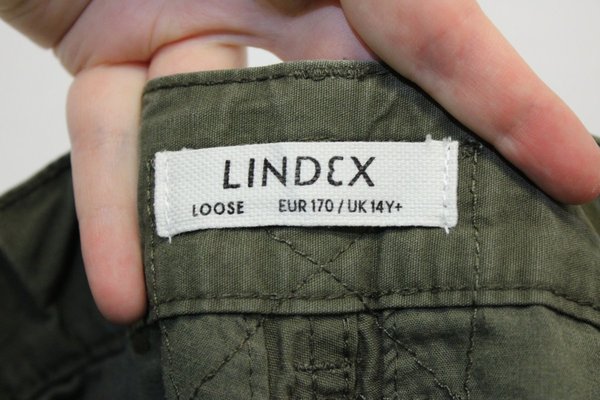 LINDEX
LOOSE EUR 170 / UK 14Y+